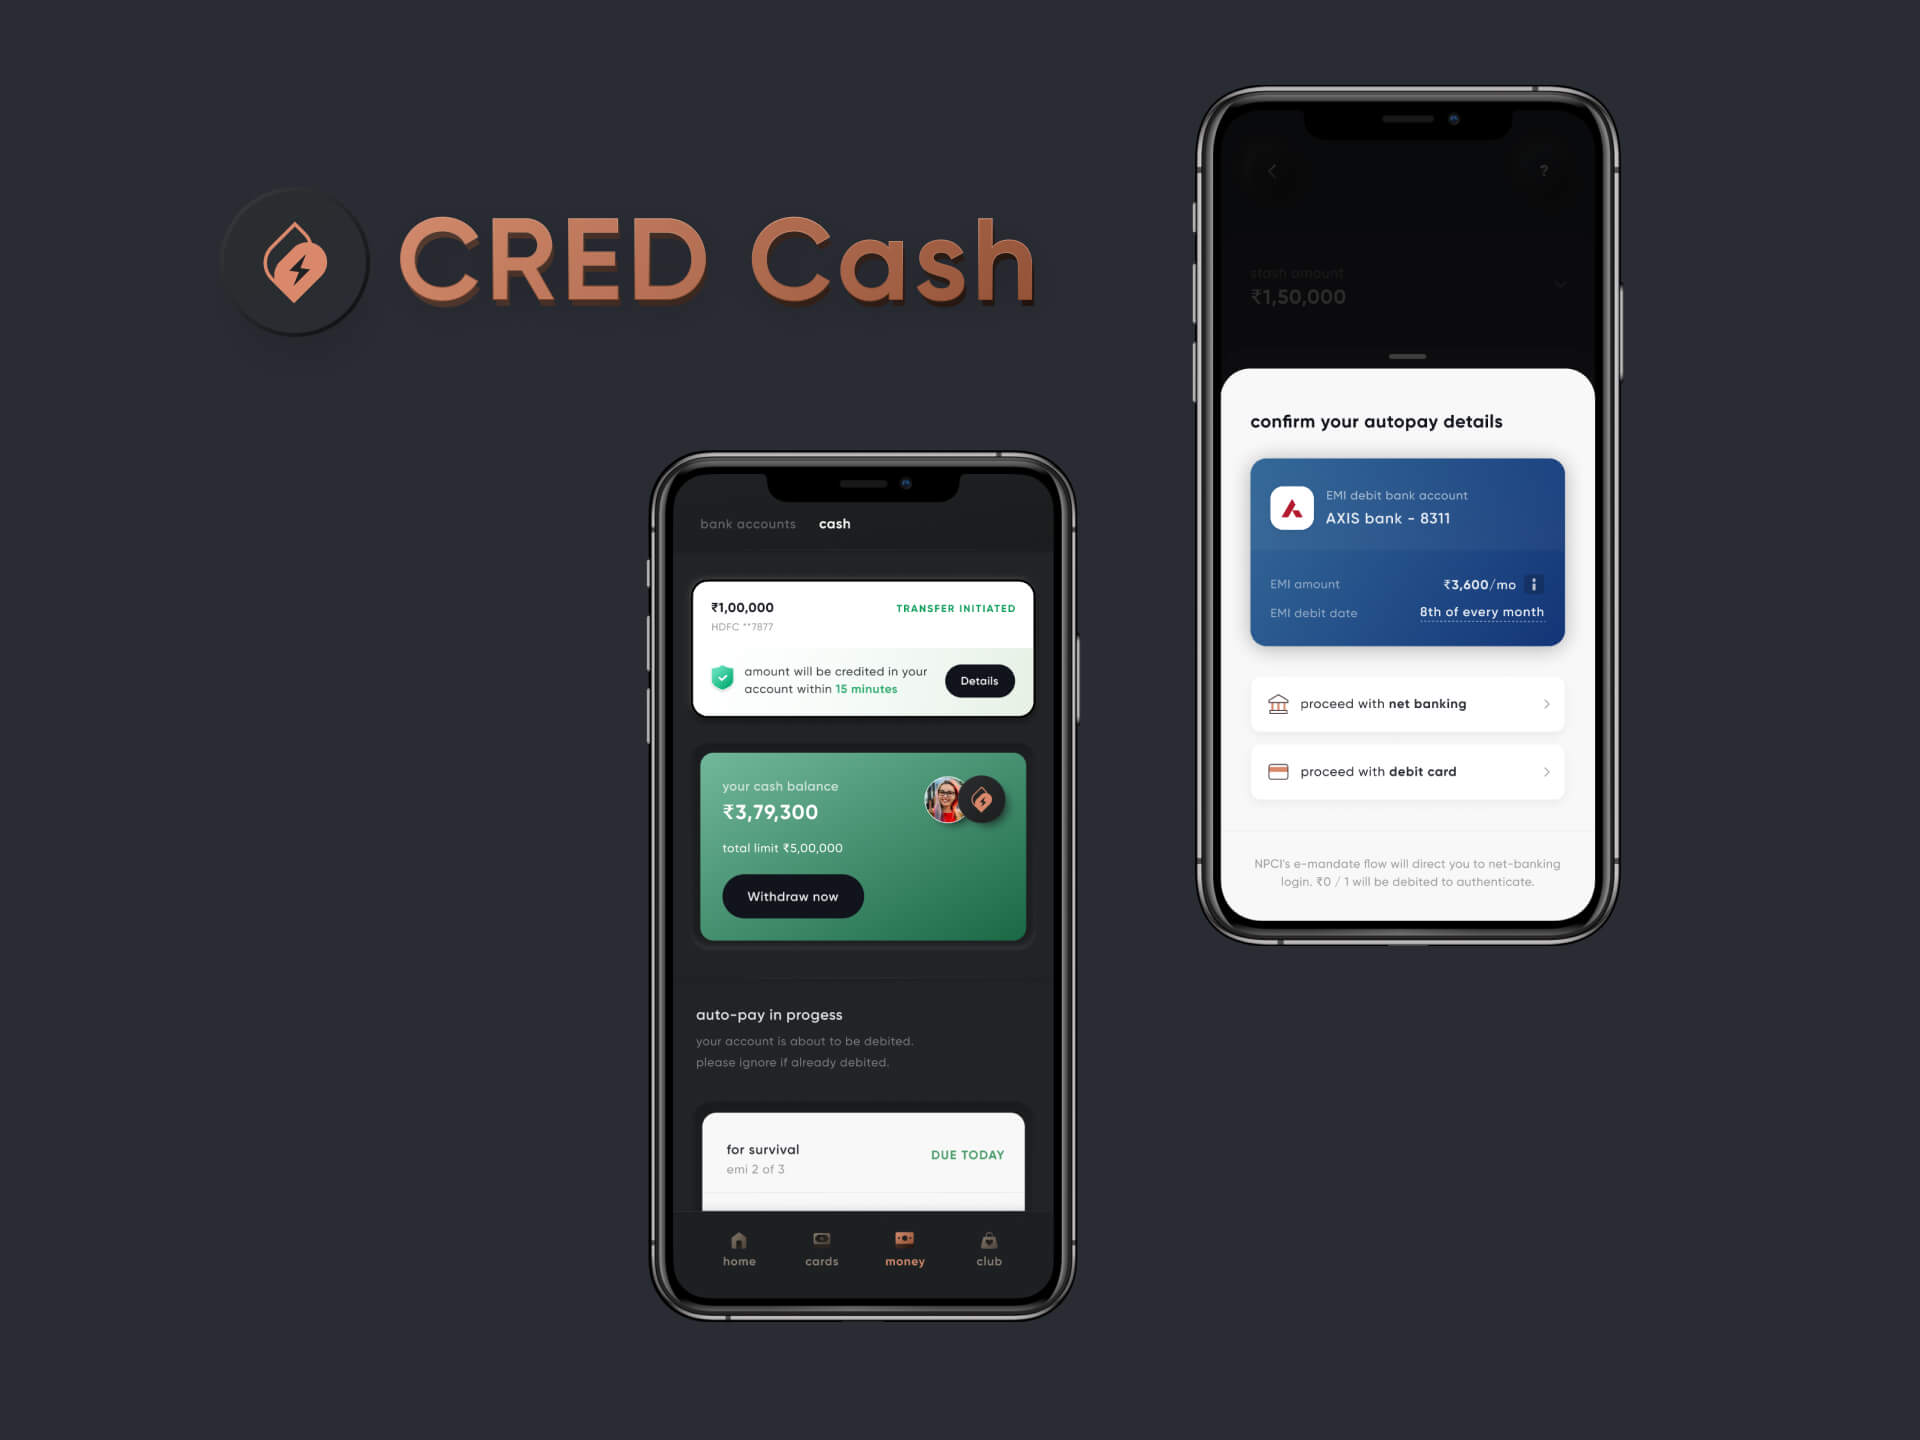 CRED Cash
bank accounts cash
₹1,00,000 TRANSFER INITIATED
HDFC **7877
amount will be credited in your
account within 15 minutes
Details
your cash balance
₹3,79,300
total limit ₹5,00,000
Withdraw now
auto-pay in progess
your account is about to be debited.
please ignore if already debited.
for survival
DUE TODAY
emi 2 of 3
home cards money club
?
stash amount
₹1,50,000
confirm your autopay details
EMI debit bank account
AXIS bank - 8311
EMI amount ₹3,600/mo i
EMI debit date 8th of every month
proceed with net banking
proceed with debit card
NPCI's e-mandate flow will direct you to net-banking
login. ₹0 / 1 will be debited to authenticate.